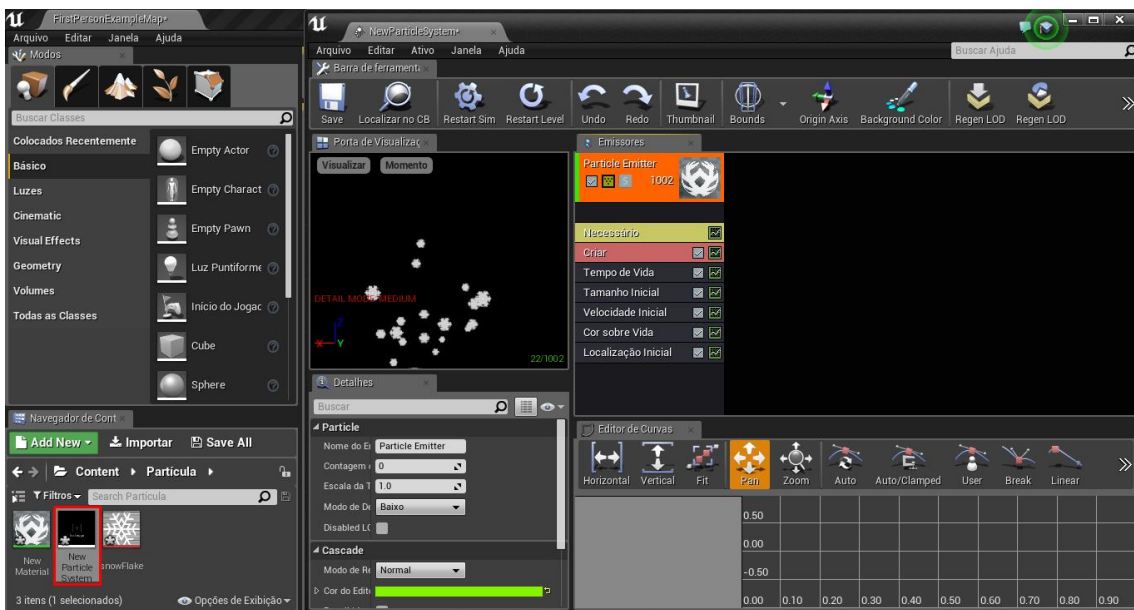 FirstPersonExampleMap*
Arquivo Editar Janela Ajuda
Modos
Buscar Classes
Colocados Recentemente
Básico
Luzes
Cinematic
Visual Effects
Geometry
Volumes
Todas as Classes
Empty Actor
Empty Charact
Empty Pawn
Luz Puntiforme
Início do Jogac
Cube
Sphere
Navegador de Cont
Add New Importar Save All
Content Particula
Filtros Search Particula
New Material
New Particle System
snowFlake
3 itens (1 selecionados) Opções de Exibição
NewParticleSystem*
Arquivo Editar Ativo Janela Ajuda
Buscar Ajuda
Barra de ferrament
Save Localizar no CB Restart Sim Restart Level Undo Redo Thumbnail Bounds Origin Axis Background Color Regen LOD Regen LOD
Porta de Visualizaç
Visualizar Momento
DETAIL MODE MEDIUM
Z
X Y
22/1002
Emissores
Particle Emitter
S 1002
Necessário
Criar
Tempo de Vida
Tamanho Inicial
Velocidade Inicial
Cor sobre Vida
Localização Inicial
Detalhes
Buscar
Particle
Nome do E Particle Emitter
Contagem 0
Escala da T 1.0
Modo de De Baixo
Disabled LC
Cascade
Modo de Re Normal
Cor do Edit
Editor de Curvas
Horizontal Vertical Fit Pan Zoom Auto Auto/Clamped User Break Linear
0.50
0.00
-0.50
0.00 0.10 0.20 0.30 0.40 0.50 0.60 0.70 0.80 0.90